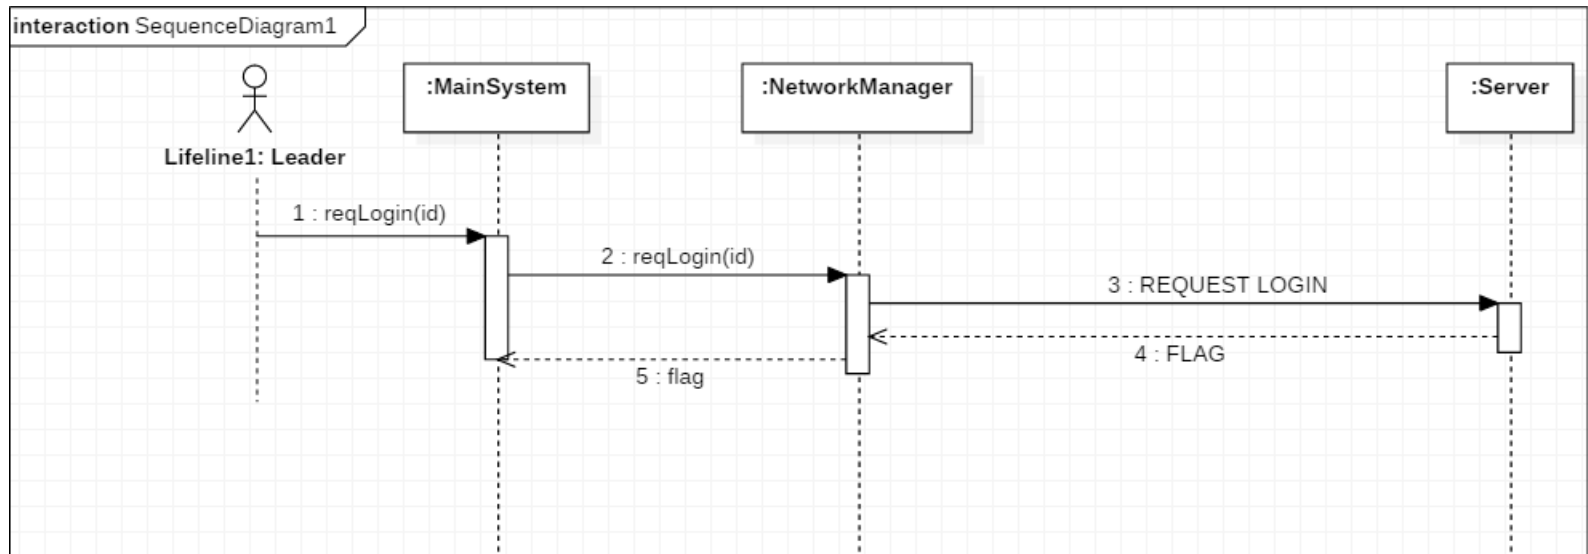 interaction SequenceDiagram1
:MainSystem
:NetworkManager
:Server
Lifeline1: Leader
1 : reqLogin(id)
2 : reqLogin(id)
3 : REQUEST LOGIN
4 : FLAG
5 : flag